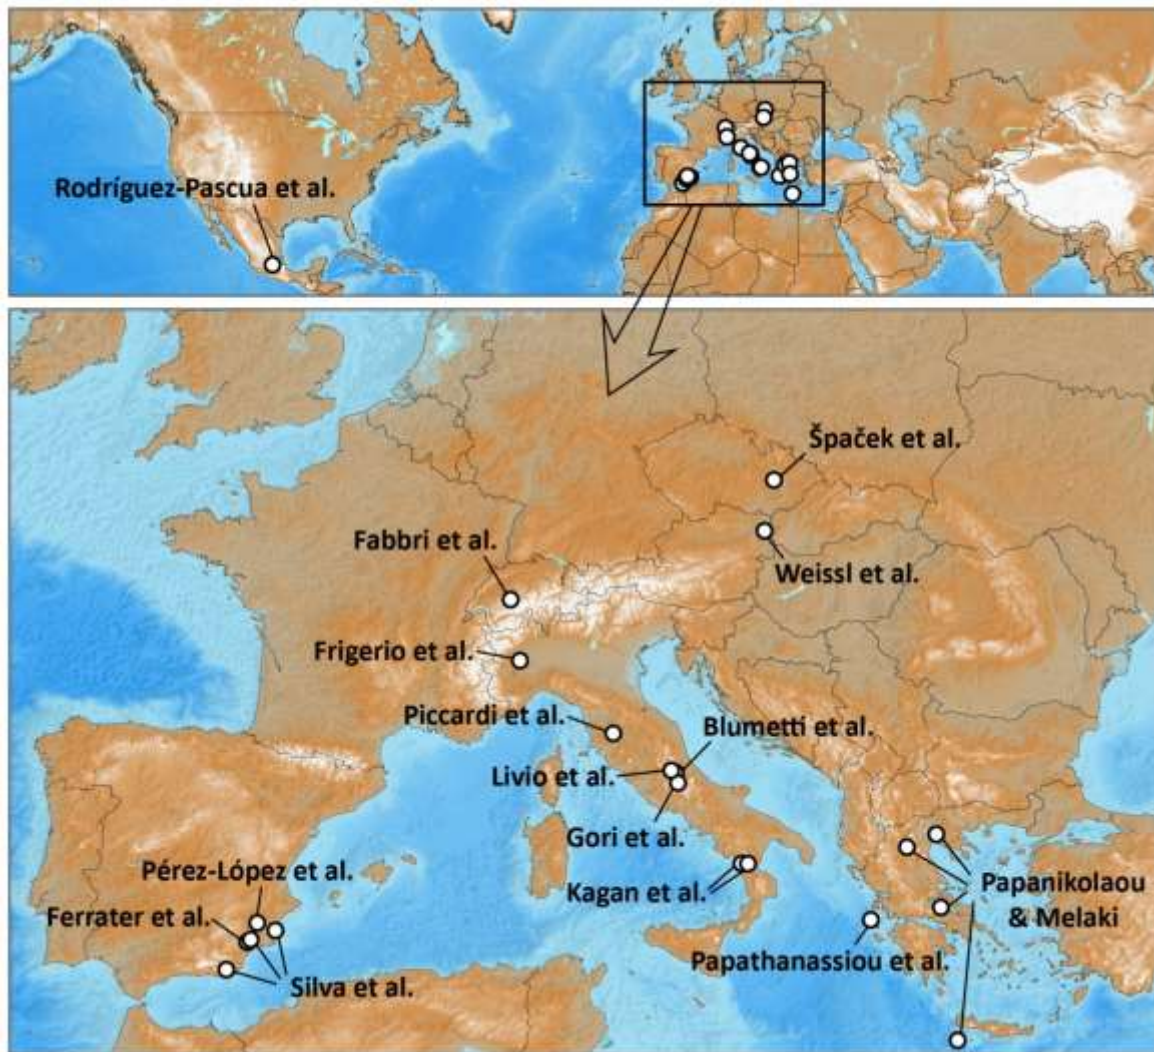 Rodríguez-Pascua et al.
Špaček et al.
Fabbri et al.
Weissl et al.
Frigerio et al.
Piccardi et al.
Blumetti et al.
Livio et al.
Gori et al.
Pérez-López et al.
Kagan et al.
Ferrater et al.
Papanikolaou
& Melaki
Papathanassiou et al.
Silva et al.